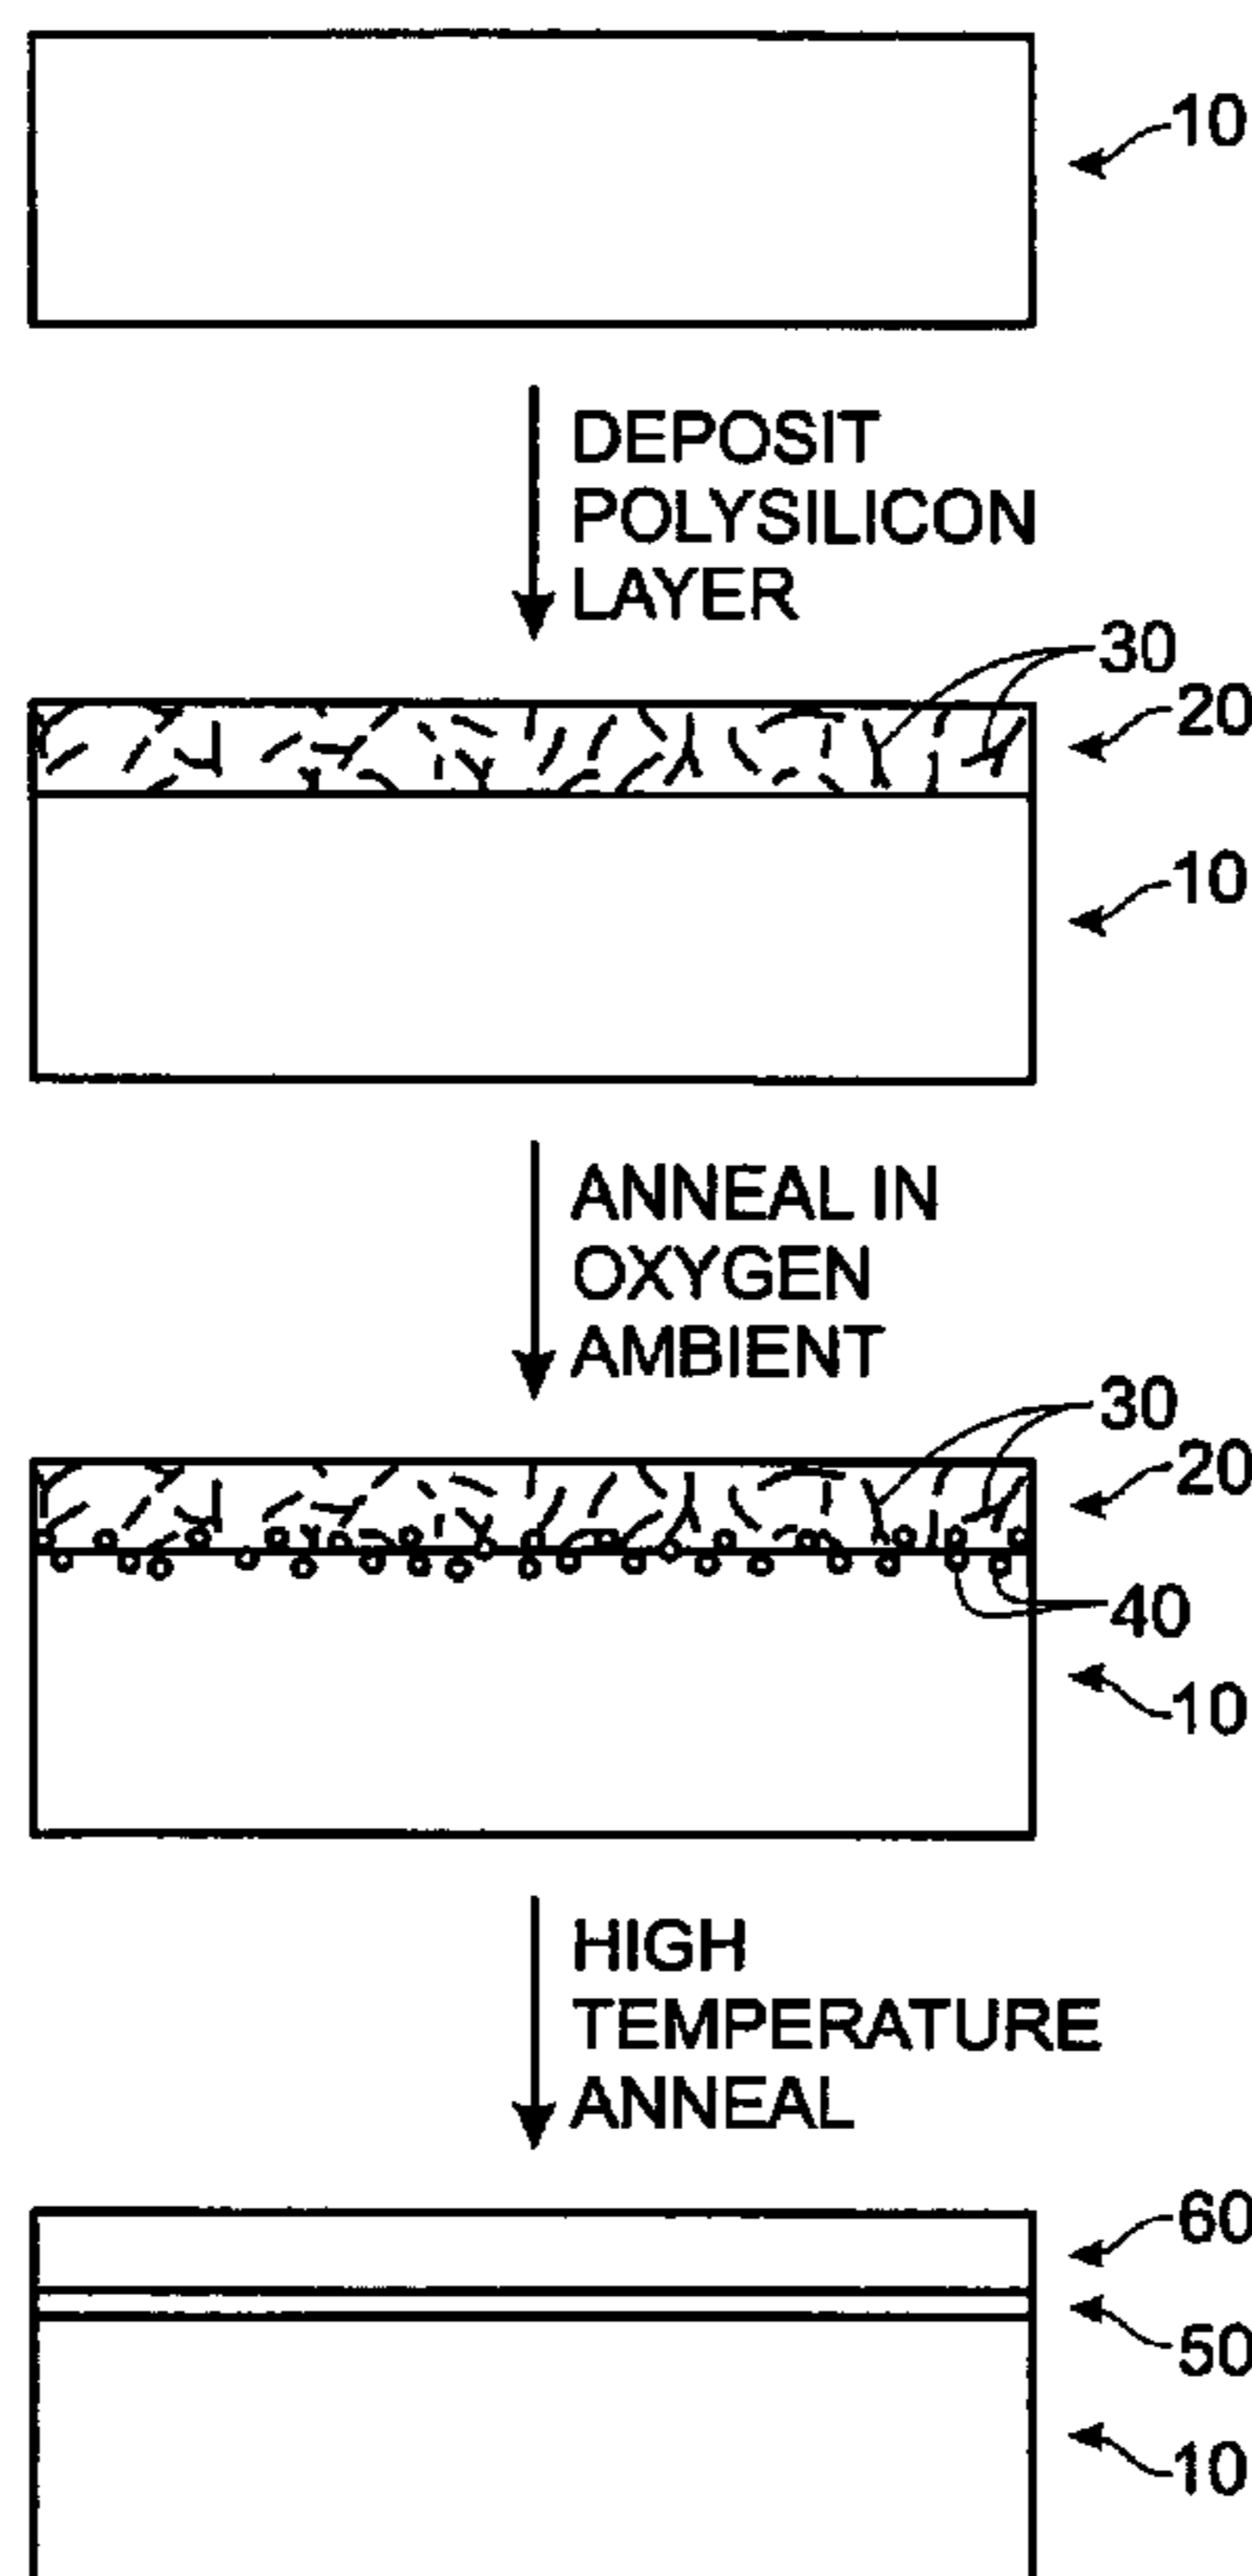 10
DEPOSIT
POLYSILICON
LAYER
30
20
10
ANNEAL IN
OXYGEN
AMBIENT
30
20
40
10
HIGH
TEMPERATURE
ANNEAL
60
50
10